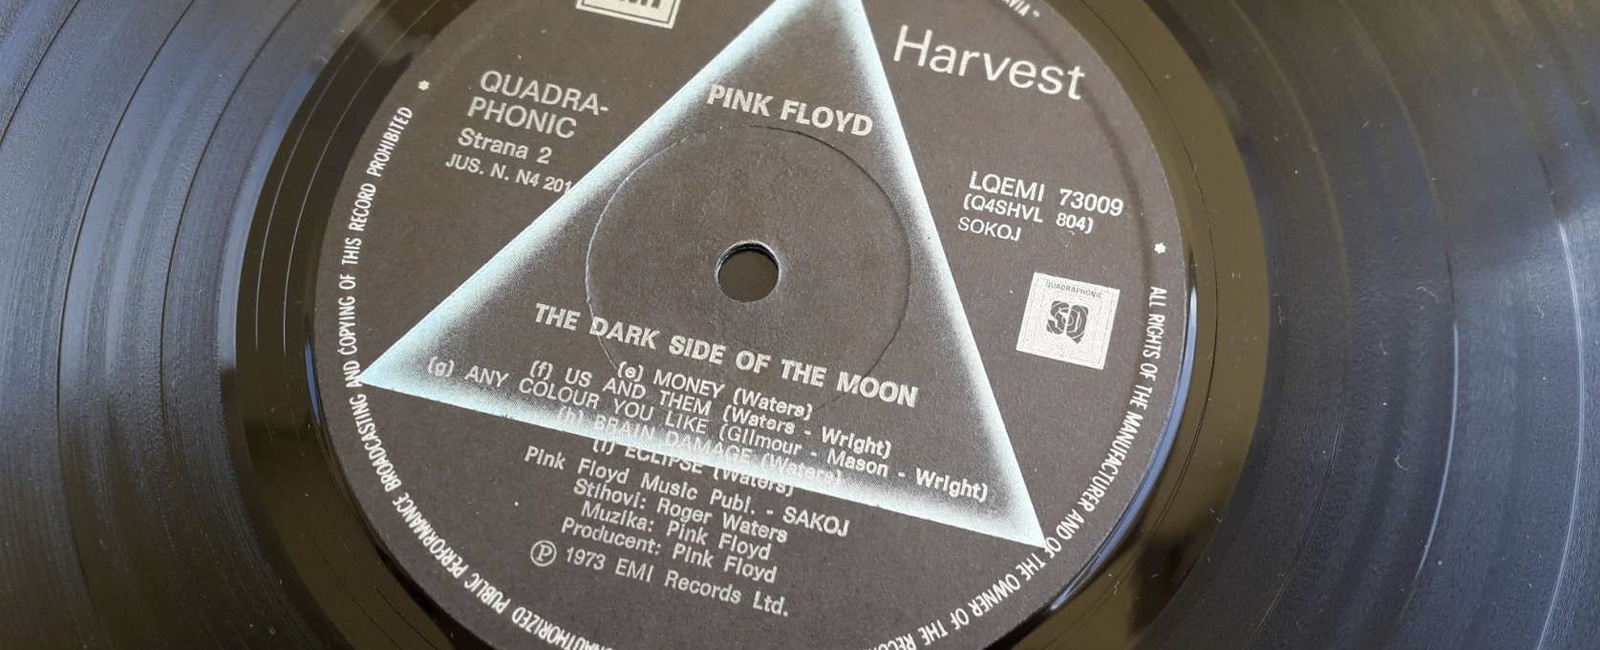 EMI
Harvest
QUADRA-
PHONIC
Strana 2
JUS. N. N4 201
PINK FLOYD
LQEMI 73009
(Q4SHVL 804)
SOKOJ
QUADRAPHONIC
SQ
THE DARK SIDE OF THE MOON
(e) MONEY (Waters)
(f) US AND THEM (Waters - Wright)
(g) ANY COLOUR YOU LIKE (Gilmour - Mason - Wright)
(h) BRAIN DAMAGE (Waters)
(i) ECLIPSE (Waters)
Pink Floyd Music Publ. - SAKOJ
Stihovi: Roger Waters
Muzika: Pink Floyd
Producent: Pink Floyd
Ⓟ 1973 EMI Records Ltd.
* ALL RIGHTS OF THE MANUFACTURER AND OF THE OWNER OF THE
PUBLIC PERFORMANCE BROADCASTING AND COPYING OF THIS RECORD PROHIBITED *